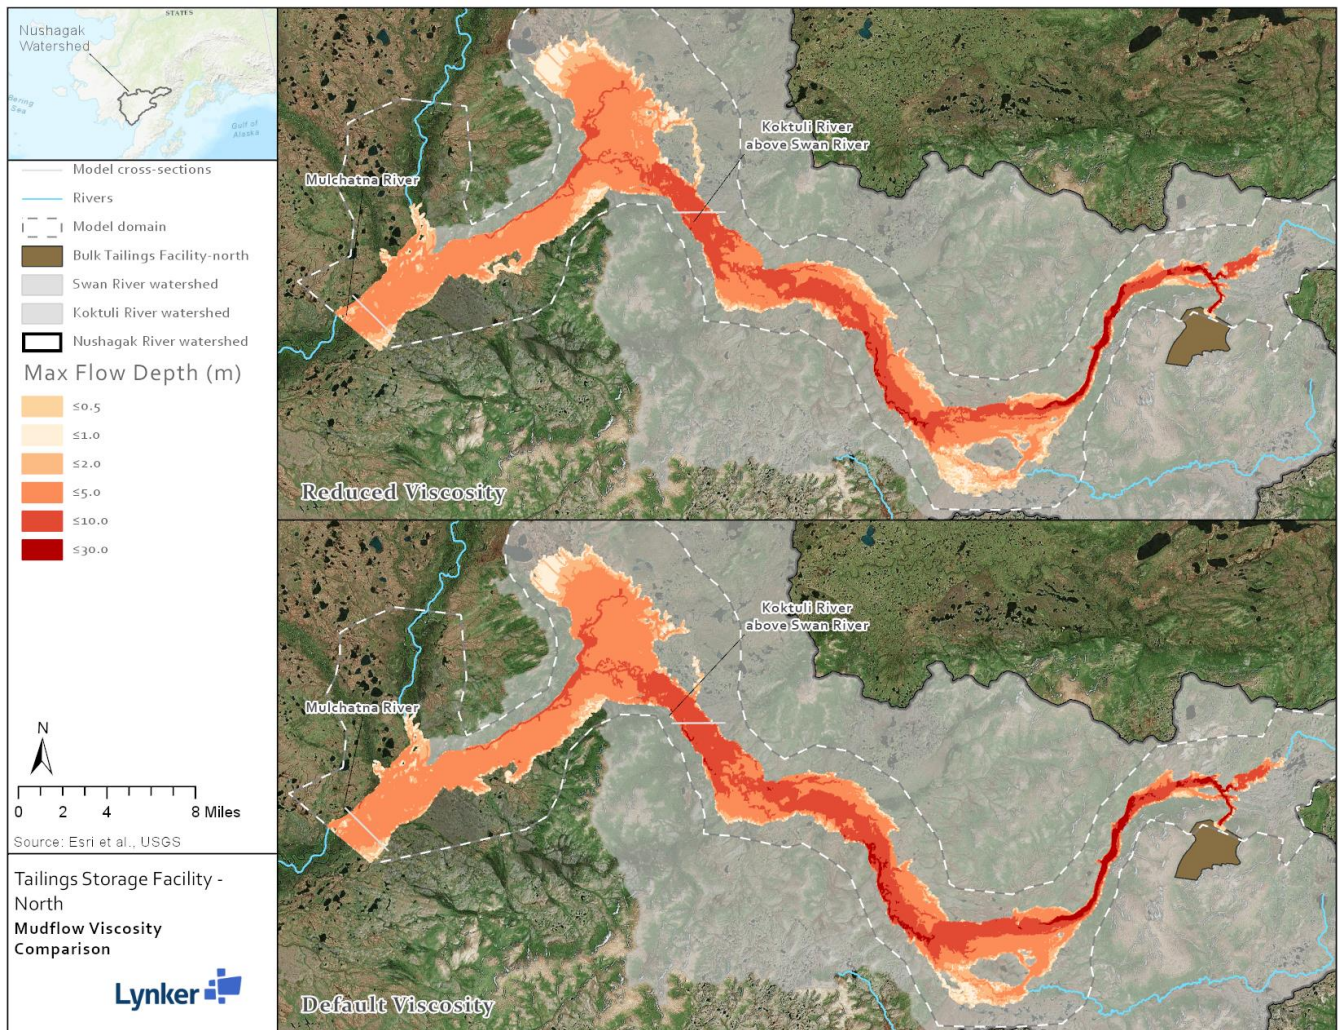 STATES
Nushagak
Watershed
Bering
Sea
Gulf of
Alaska
Model cross-sections
Rivers
Model domain
Bulk Tailings Facility-north
Swan River watershed
Koktuli River watershed
Nushagak River watershed
Max Flow Depth (m)
≤0.5
≤1.0
≤2.0
≤5.0
≤10.0
≤30.0
N
0 2 4 8 Miles
Source: Esri et al., USGS
Tailings Storage Facility -
North
Mudflow Viscosity
Comparison
Lynker
Koktuli River
above Swan River
Mulchatna River
Reduced Viscosity
Koktuli River
above Swan River
Mulchatna River
Default Viscosity